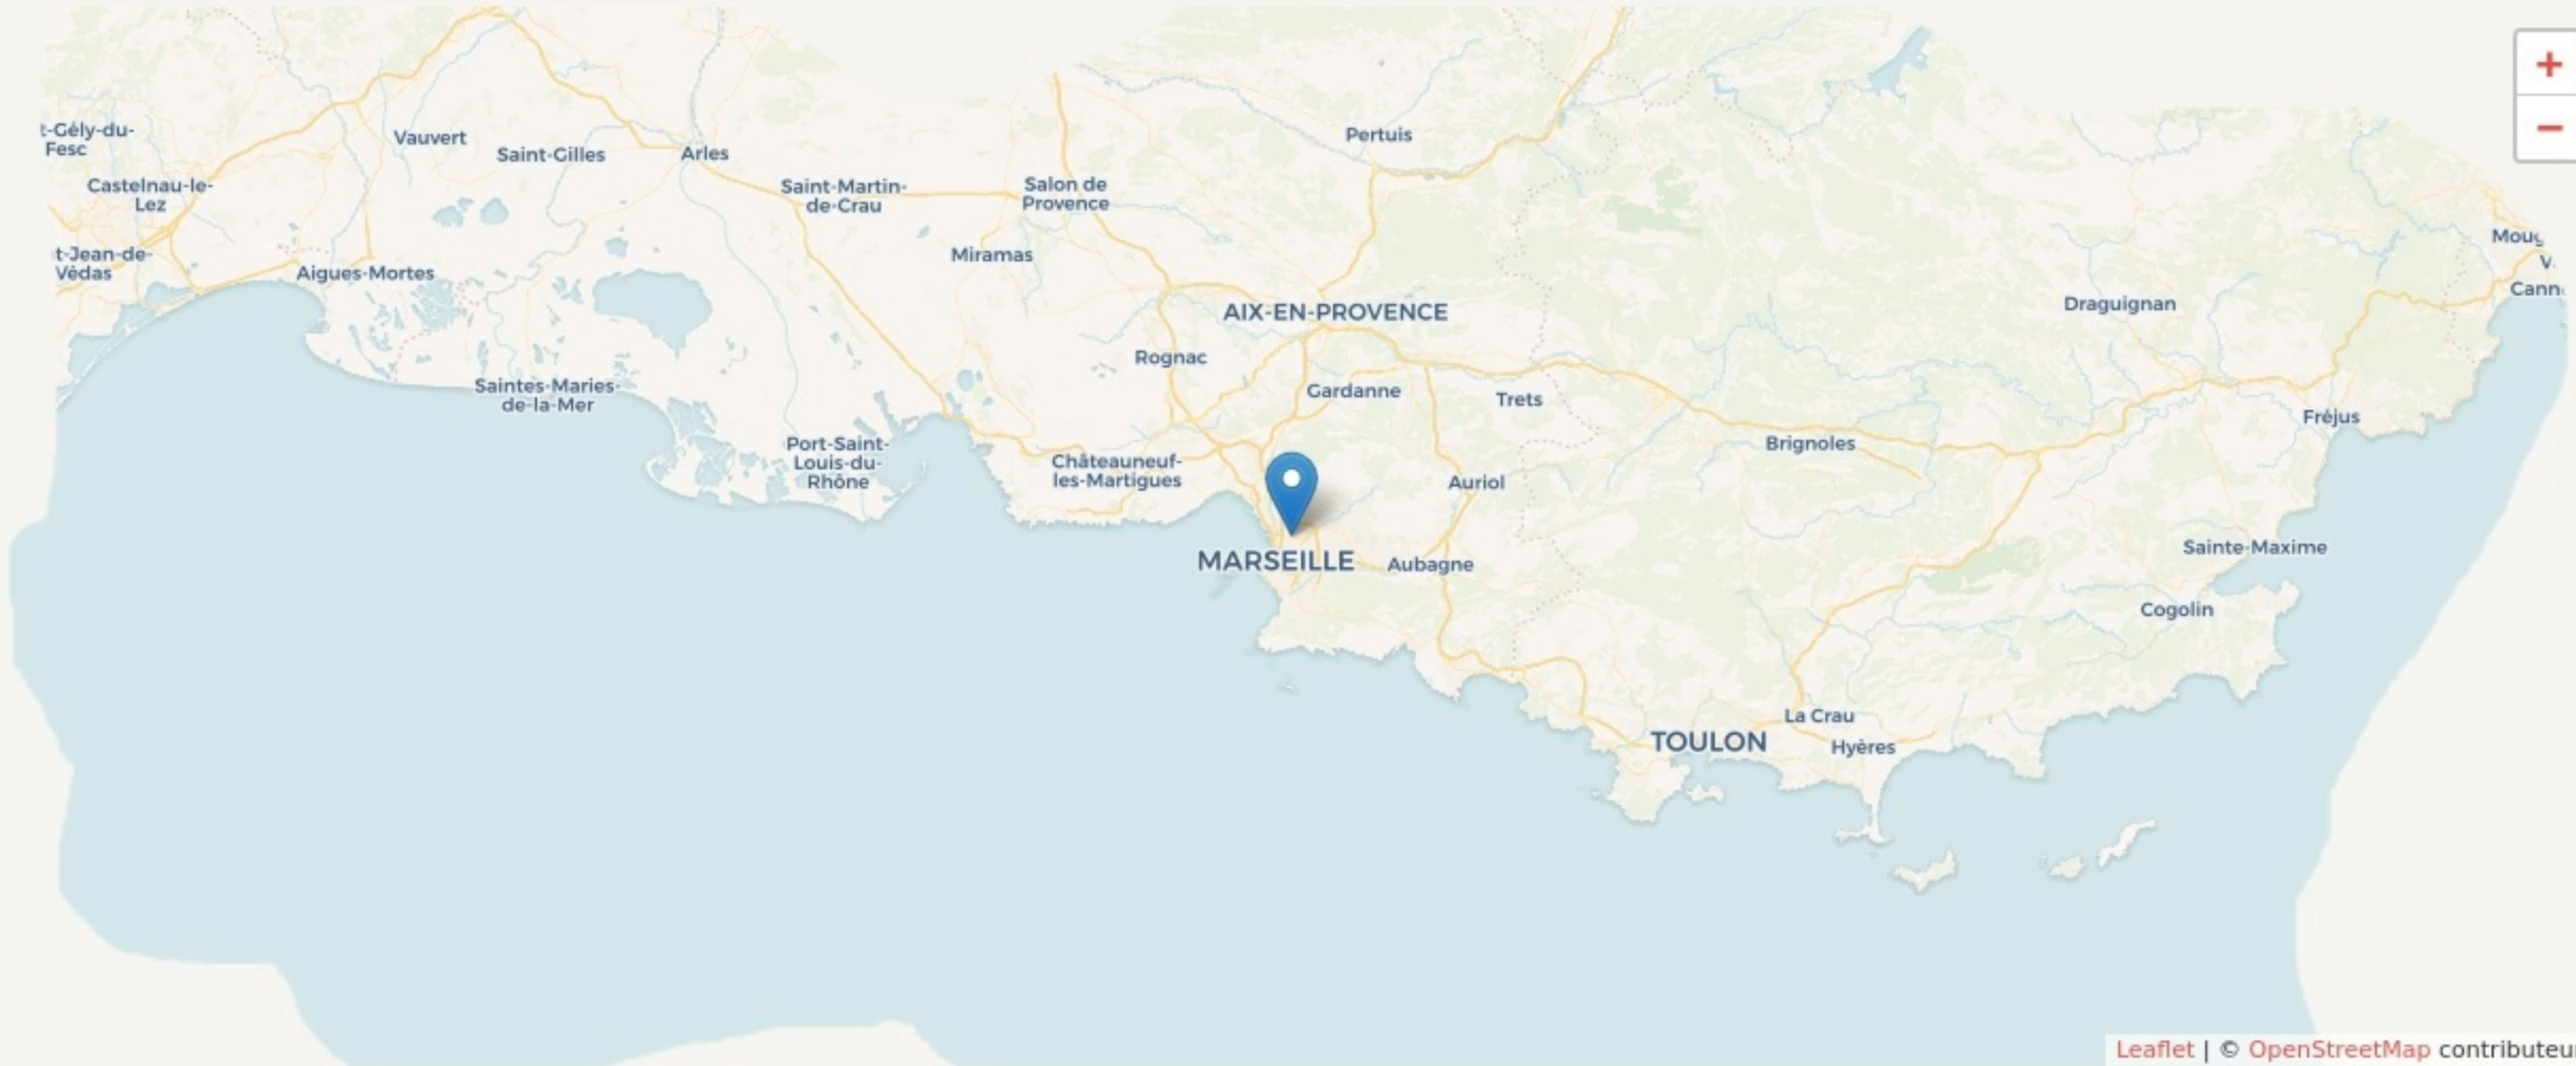 +
−
t-Gély-du-
Fesc
Vauvert
Saint-Gilles
Arles
Pertuis
Castelnau-le-
Lez
Saint-Martin-
de-Crau
Salon de
Provence
t-Jean-de-
Védas
Aigues-Mortes
Miramas
Moug
V
Cann
AIX-EN-PROVENCE
Draguignan
Rognac
Gardanne
Trets
Saintes-Maries-
de-la-Mer
Fréjus
Brignoles
Port-Saint-
Louis-du-
Rhône
Châteauneuf-
les-Martigues
Auriol
MARSEILLE
Aubagne
Sainte-Maxime
Cogolin
La Crau
TOULON
Hyères
Leaflet | © OpenStreetMap contributeu